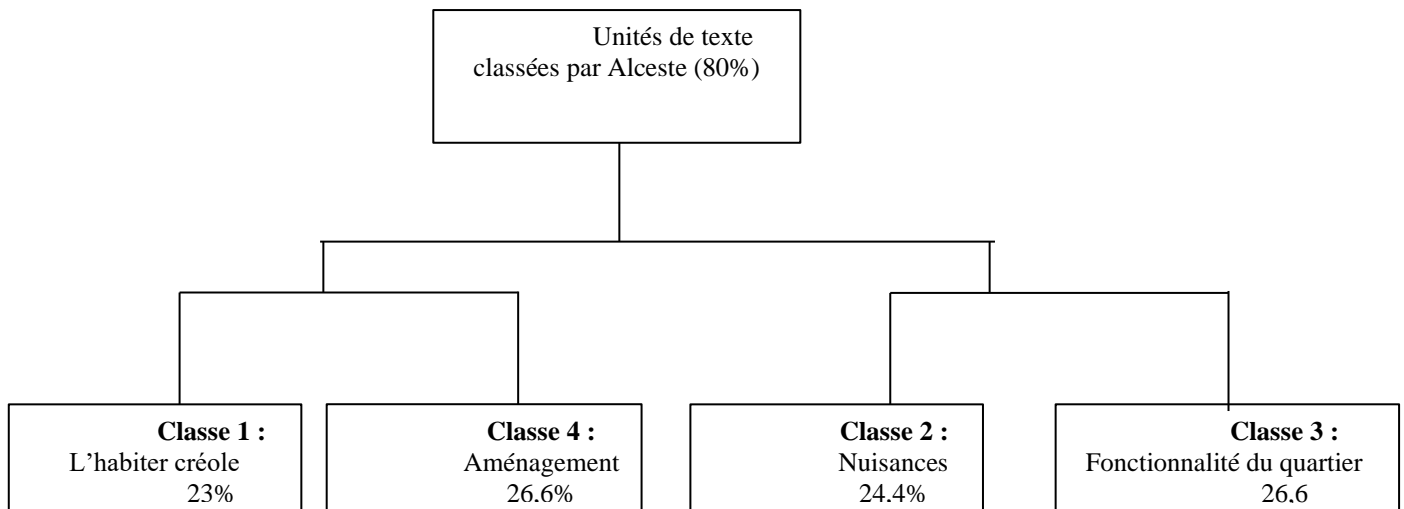 Unités de texte
classées par Alceste (80%)
Classe 1 :
L'habiter créole
23%
Classe 4 :
Aménagement
26,6%
Classe 2 :
Nuisances
24,4%
Classe 3 :
Fonctionnalité du quartier
26,6